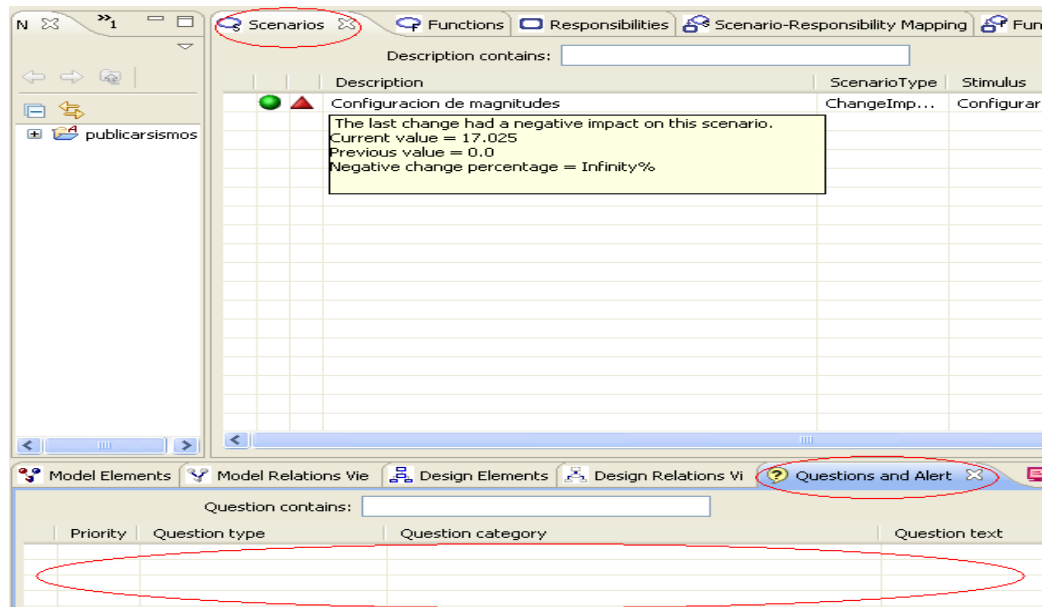 N »1
Scenarios Functions Responsibilities Scenario-Responsibility Mapping Fun
Description contains:
Description ScenarioType Stimulus
Configuracion de magnitudes ChangeImp... Configurar
publicarsismos
The last change had a negative impact on this scenario.
Current value = 17.025
Previous value = 0.0
Negative change percentage = Infinity%
Model Elements Model Relations Vie Design Elements Design Relations Vi Questions and Alert
Question contains:
Priority Question type Question category Question text